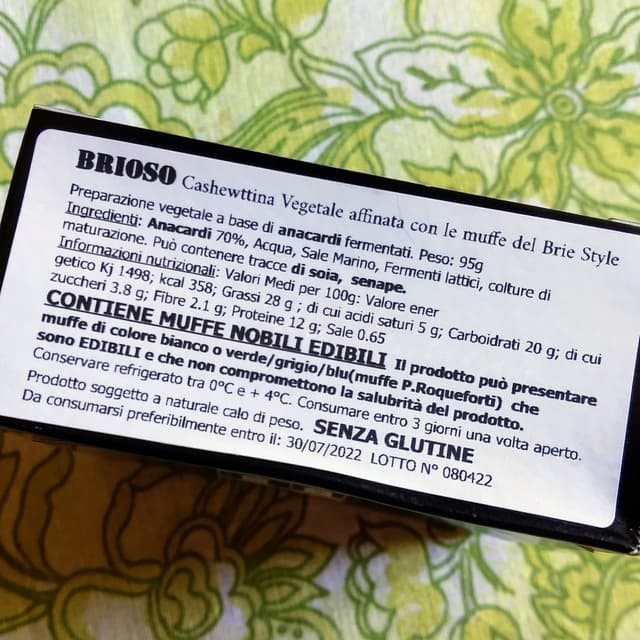 BRIOSO Cashewttina Vegetale affinata con le muffe del Brie Style
Preparazione vegetale a base di anacardi fermentati. Peso: 95g
Ingredienti: Anacardi 70%, Acqua, Sale Marino, Fermenti lattici, colture di
maturazione. Può contenere tracce di soia, senape.
Informazioni nutrizionali: Valori Medi per 100g: Valore ener
getico Kj 1498; kcal 358; Grassi 28 g ; di cui acidi saturi 5 g; Carboidrati 20 g; di cui
zuccheri 3.8 g; Fibre 2.1 g; Proteine 12 g; Sale 0.65
CONTIENE MUFFE NOBILI EDIBILI Il prodotto può presentare
muffe di colore bianco o verde/grigio/blu(muffe P.Roqueforti) che
sono EDIBILI e che non compromettono la salubrità del prodotto.
Conservare refrigerato tra 0°C e + 4°C. Consumare entro 3 giorni una volta aperto.
Prodotto soggetto a naturale calo di peso. SENZA GLUTINE
Da consumarsi preferibilmente entro il: 30/07/2022 LOTTO N° 080422